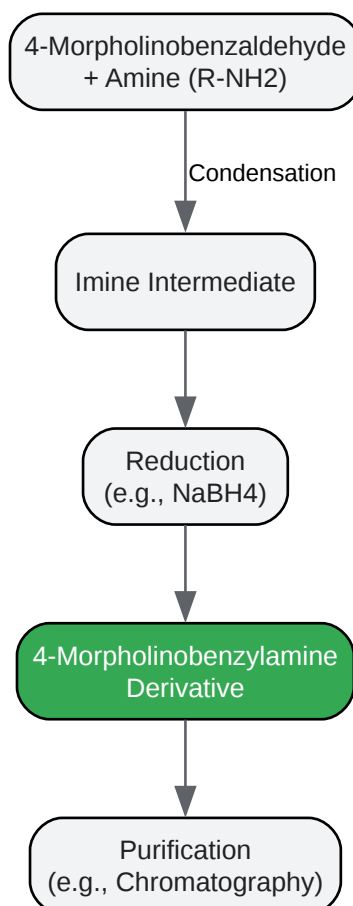 4-Morpholinobenzaldehyde
+ Amine (R-NH2)
Condensation
Imine Intermediate
Reduction
(e.g., NaBH4)
4-Morpholinobenzylamine
Derivative
Purification
(e.g., Chromatography)